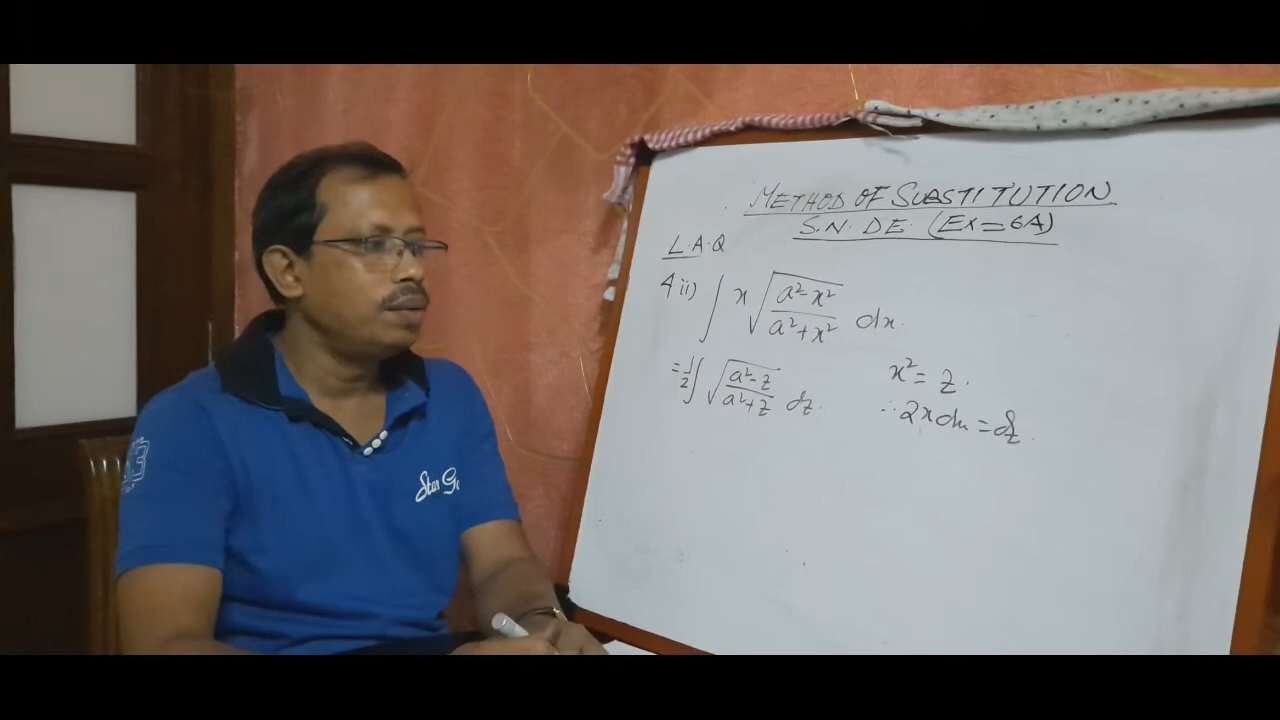 METHOD OF SUBSTITUTION
S.N. DE. (EX=6A)
L.A.Q
4 ii) ∫ x √((a²-x²)/(a²+x²)) dx.
= 1/2 ∫ √((a²-z)/(a²+z)) dz.
x² = z.
∴ 2x dx = dz.
Star